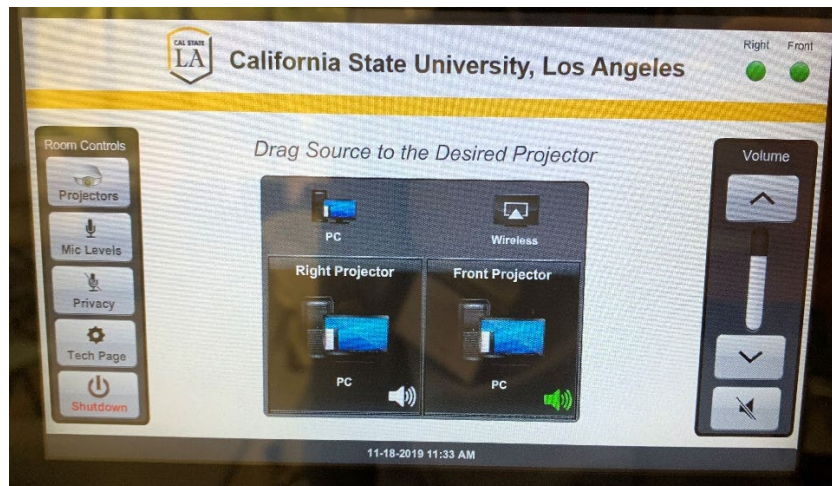 CAL STATE
LA
California State University, Los Angeles
Right Front
Room Controls
Projectors
Mic Levels
Privacy
Tech Page
Shutdown
Drag Source to the Desired Projector
PC
Wireless
Right Projector
PC
Front Projector
PC
Volume
11-18-2019 11:33 AM